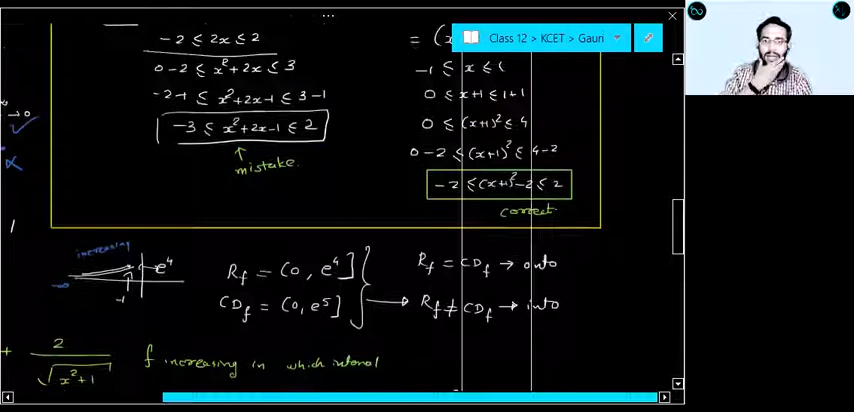 -2 ≤ 2x ≤ 2
0-2 ≤ x²+2x ≤ 3
-2-1 ≤ x²+2x-1 ≤ 3-1
-3 ≤ x²+2x-1 ≤ 2
↑
mistake.
→ 0
∝
1
= (x
Class 12 > KCET > Gauri
-1 ≤ x ≤ 1
0 ≤ x+1 ≤ 1+1
0 ≤ (x+1)² ≤ 4
0-2 ≤ (x+1)² ≤ 4-2
-2 ≤ (x+1)²-2 ≤ 2
correct.
increasing
e⁴
-∞
-1
R_f = (0, e⁴]
CD_f = (0, e⁵]
R_f = CD_f → onto
R_f ≠ CD_f → into
+ 2/√(x²+1) f increasing in which interval